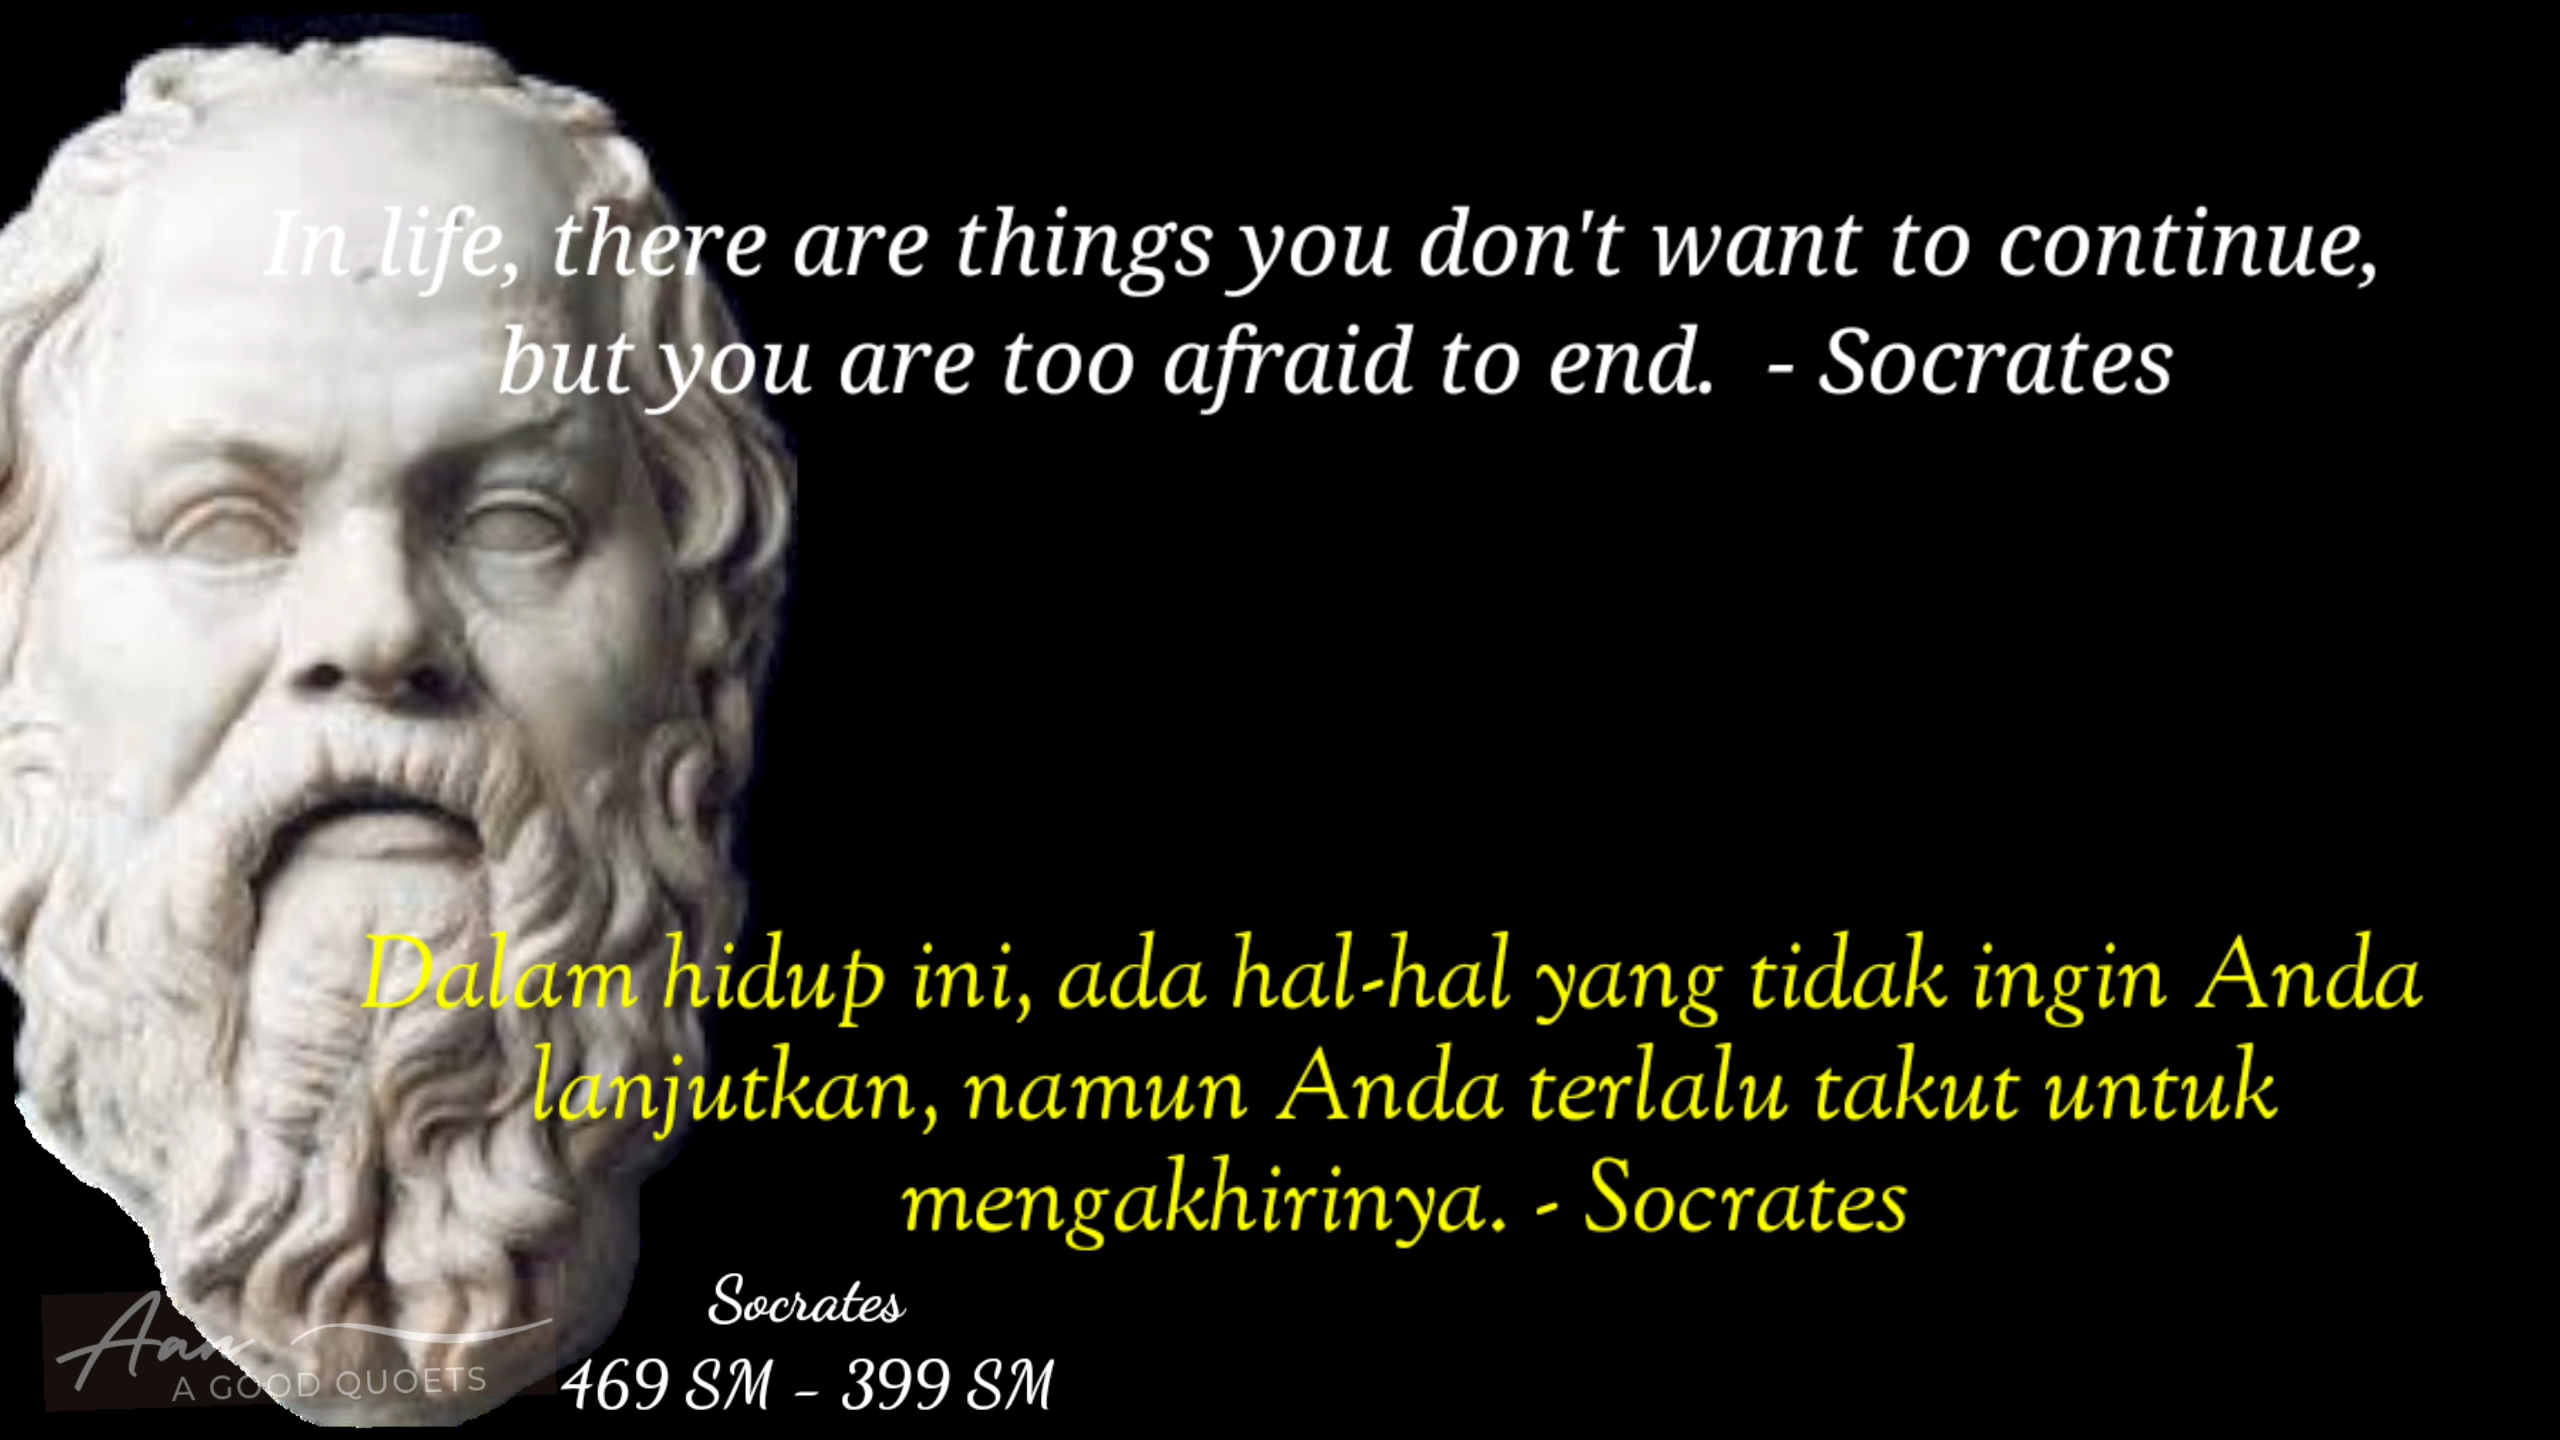 In life, there are things you don't want to continue,
but you are too afraid to end.  - Socrates
Dalam hidup ini, ada hal-hal yang tidak ingin Anda
lanjutkan, namun Anda terlalu takut untuk
mengakhirinya. - Socrates
Socrates
469 SM - 399 SM
Aan
A GOOD QUOETS